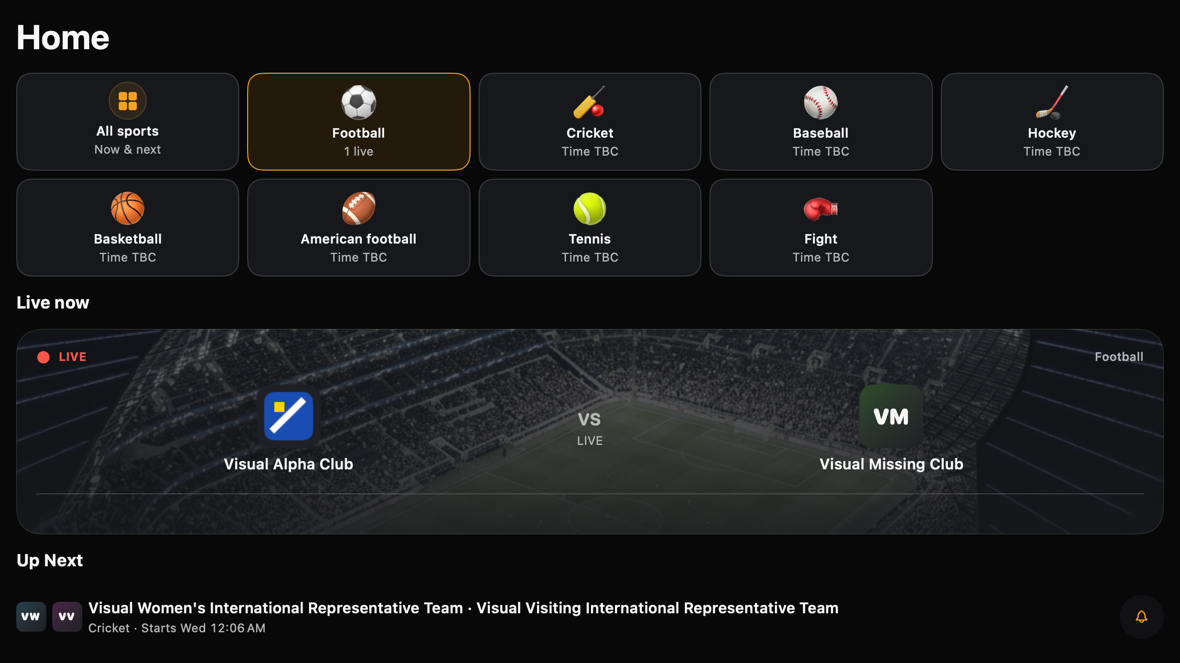 Home
All sports
Now & next
Football
1 live
Cricket
Time TBC
Baseball
Time TBC
Hockey
Time TBC
Basketball
Time TBC
American football
Time TBC
Tennis
Time TBC
Fight
Time TBC
Live now
LIVE
Football
VS
LIVE
VM
Visual Alpha Club
Visual Missing Club
Up Next
VW
VV
Visual Women's International Representative Team · Visual Visiting International Representative Team
Cricket · Starts Wed 12:06 AM